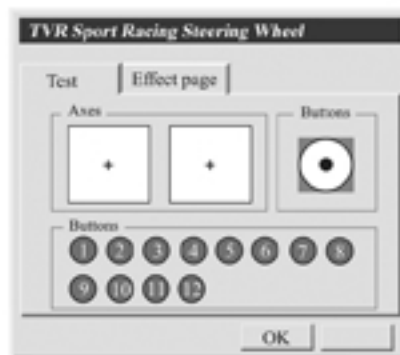 TVR Sport Racing Steering Wheel
Test
Effect page
Axes
Buttons
Buttons
1 2 3 4 5 6 7 8
9 10 11 12
OK